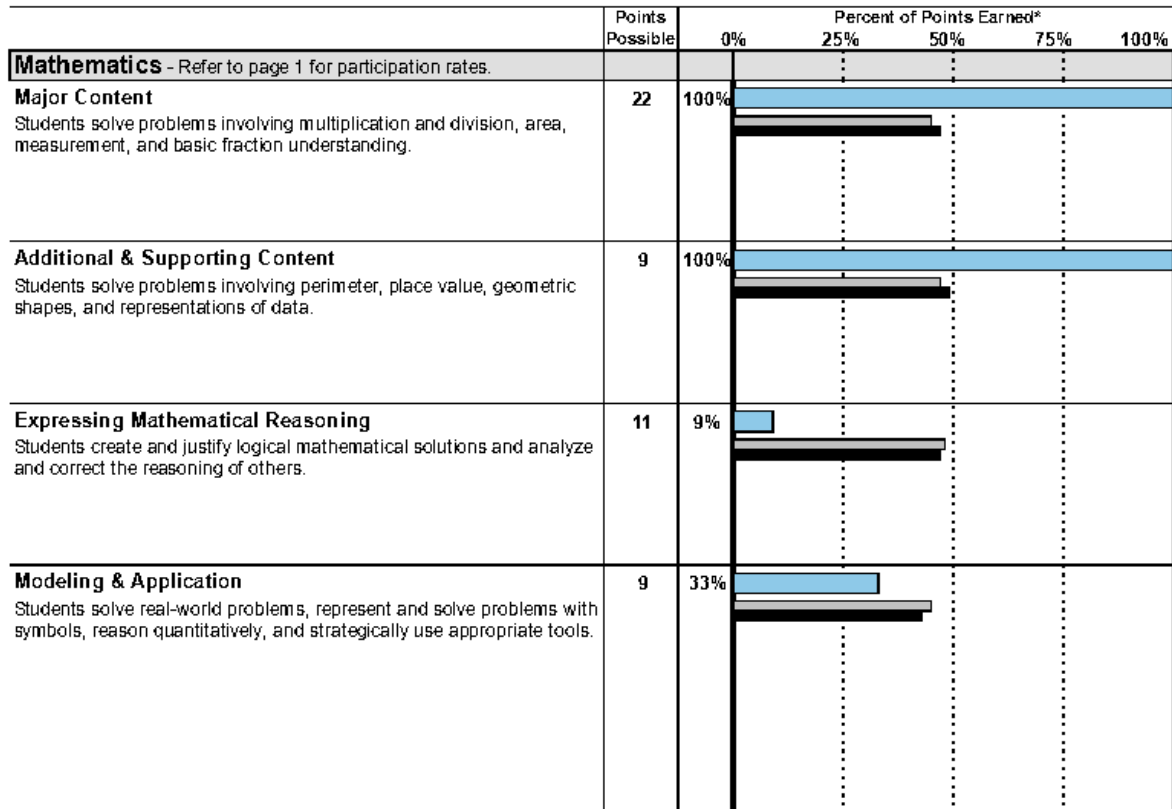 Points Percent of Points Earned*
Possible 0% 25% 50% 75% 100%
Mathematics - Refer to page 1 for participation rates.
Major Content 22 100%
Students solve problems involving multiplication and division, area,
measurement, and basic fraction understanding.
Additional & Supporting Content 9 100%
Students solve problems involving perimeter, place value, geometric
shapes, and representations of data.
Expressing Mathematical Reasoning 11 9%
Students create and justify logical mathematical solutions and analyze
and correct the reasoning of others.
Modeling & Application 9 33%
Students solve real-world problems, represent and solve problems with
symbols, reason quantitatively, and strategically use appropriate tools.